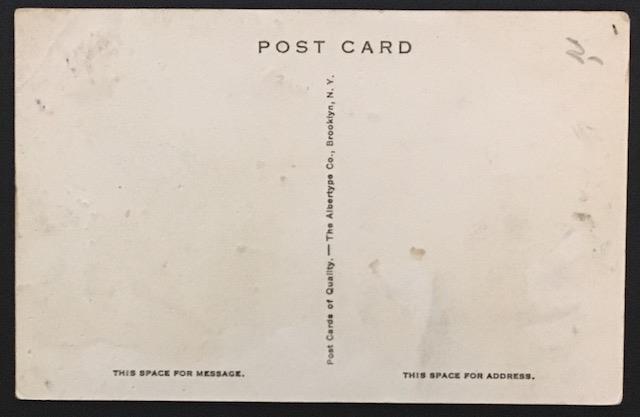 POST CARD
Post Cards of Quality. — The Albertype Co., Brooklyn, N. Y.
THIS SPACE FOR MESSAGE.
THIS SPACE FOR ADDRESS.